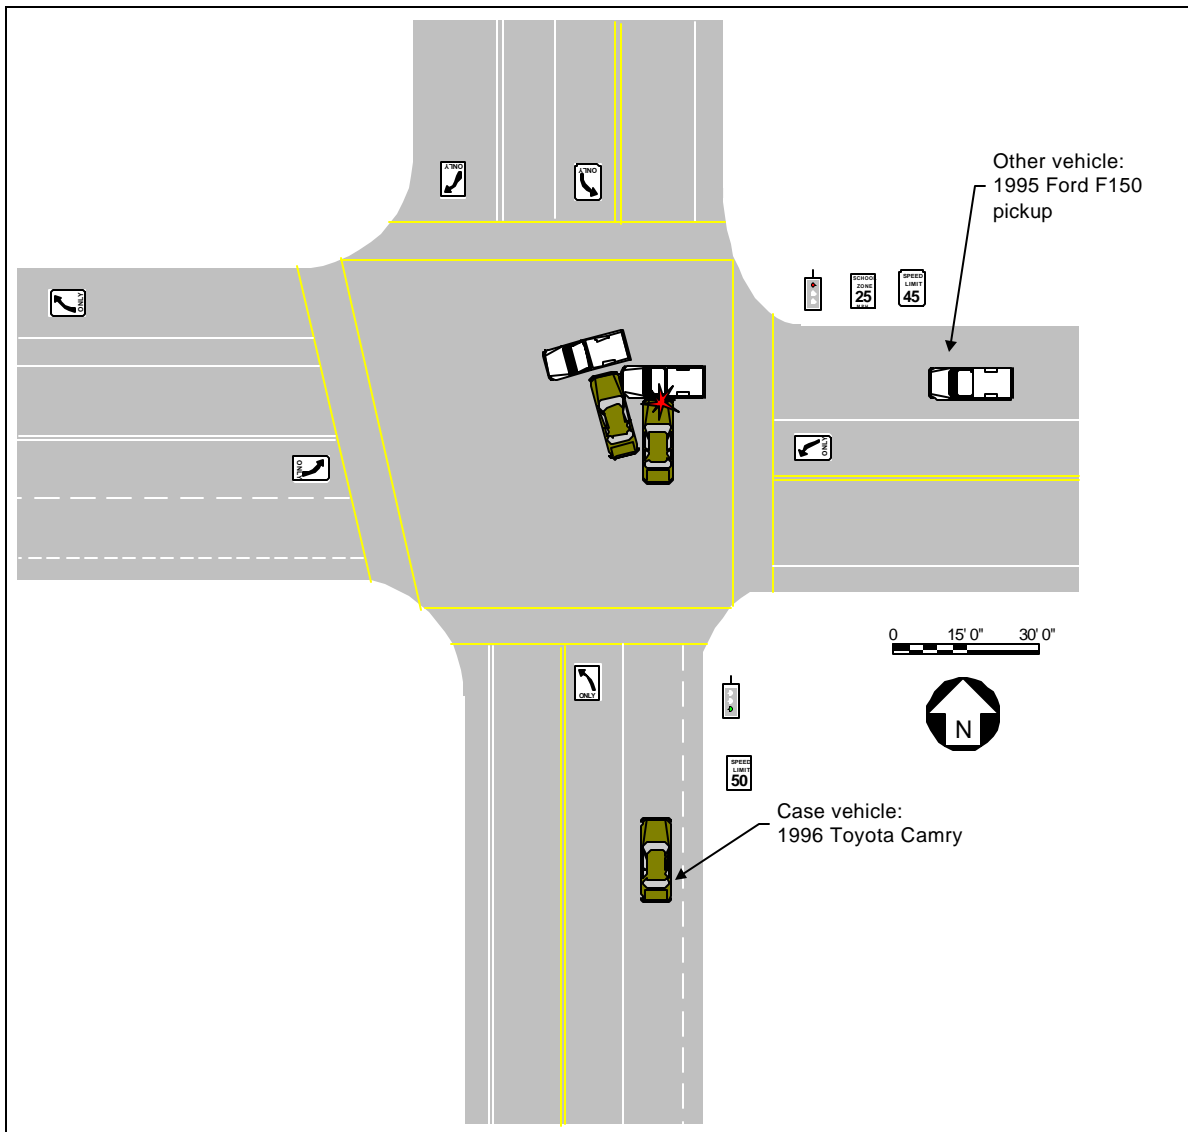 ONLY
ONLY
Other vehicle:
1995 Ford F150
pickup
ONLY
SCHOOL
ZONE
25
MPH
SPEED
LIMIT
45
ONLY
ONLY
0 15' 0" 30' 0"
ONLY
N
SPEED
LIMIT
50
Case vehicle:
1996 Toyota Camry